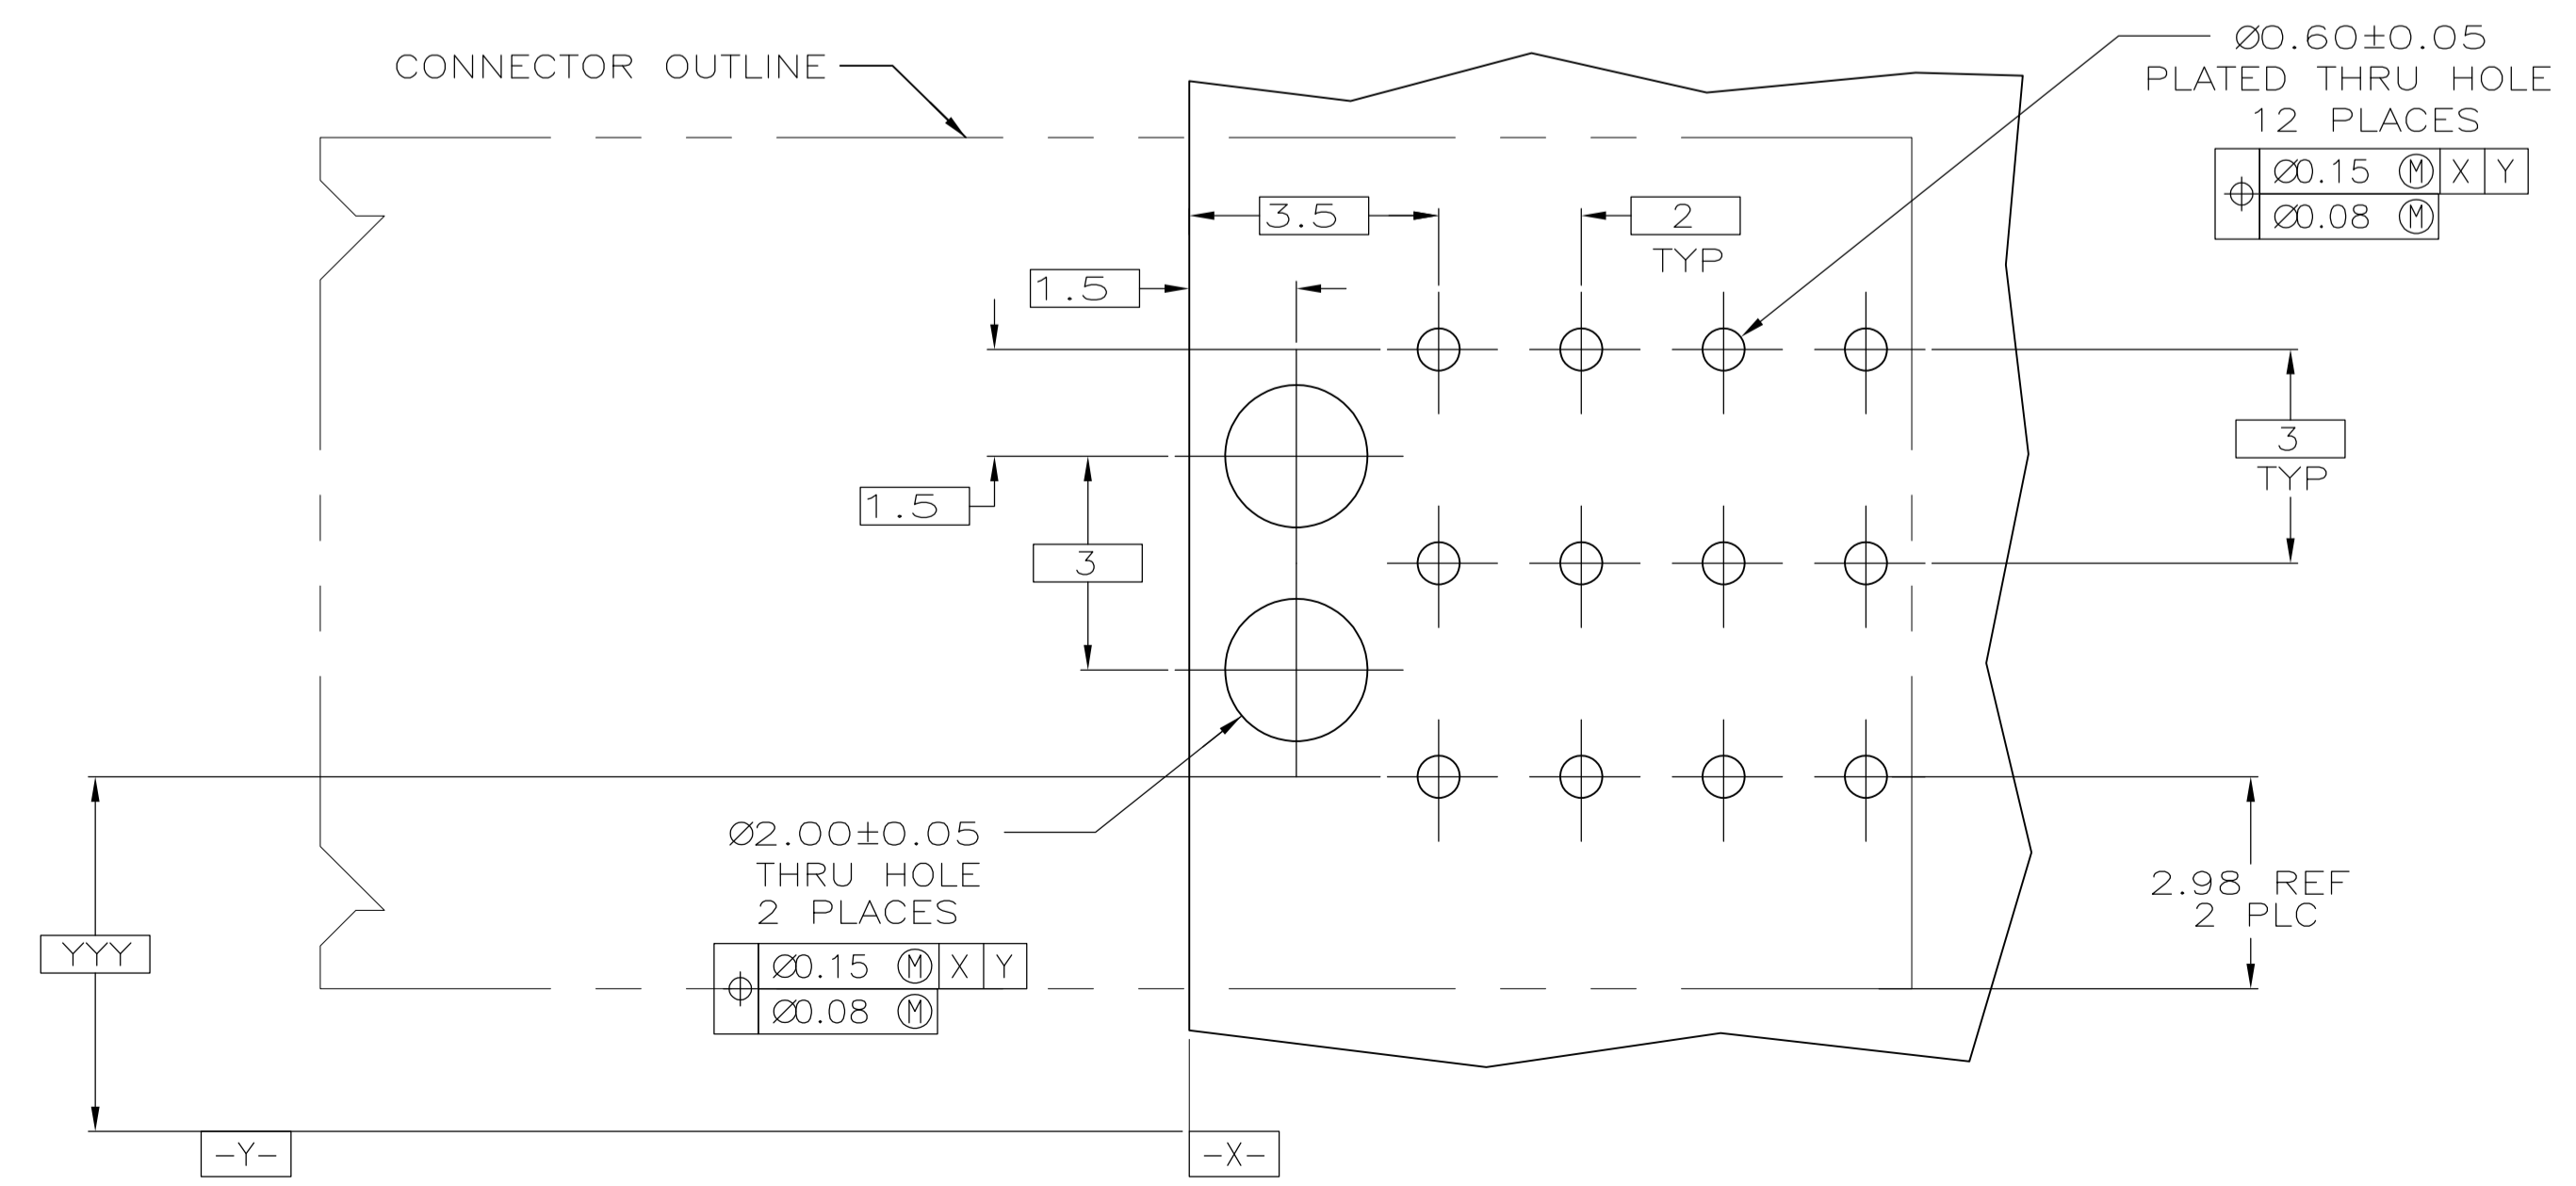 CONNECTOR OUTLINE
Ø0.60±0.05
PLATED THRU HOLE
12 PLACES
⌖ Ø0.15 Ⓜ X Y
Ø0.08 Ⓜ
3.5
2
TYP
1.5
1.5
3
3
TYP
Ø2.00±0.05
THRU HOLE
2 PLACES
⌖ Ø0.15 Ⓜ X Y
Ø0.08 Ⓜ
2.98 REF
2 PLC
YYY
-Y-
-X-